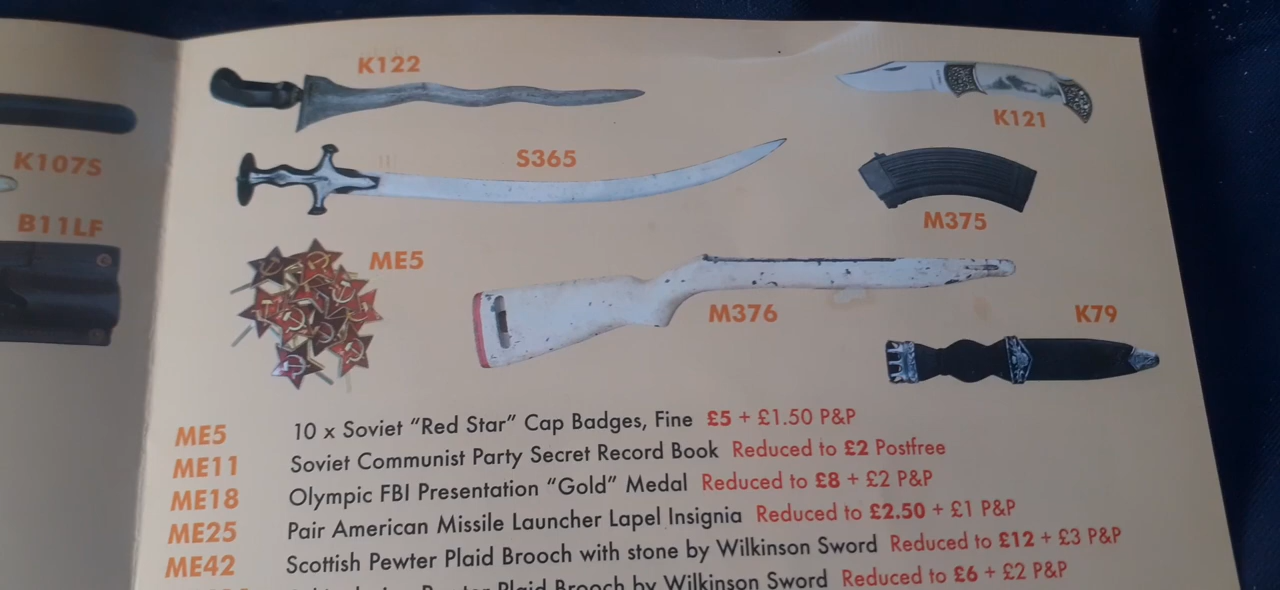 K107S
B11LF
K122
K121
S365
M375
ME5
M376
K79
ME5 10 x Soviet “Red Star” Cap Badges, Fine £5 + £1.50 P&P
ME11 Soviet Communist Party Secret Record Book Reduced to £2 Postfree
ME18 Olympic FBI Presentation “Gold” Medal Reduced to £8 + £2 P&P
ME25 Pair American Missile Launcher Lapel Insignia Reduced to £2.50 + £1 P&P
ME42 Scottish Pewter Plaid Brooch with stone by Wilkinson Sword Reduced to £12 + £3 P&P
Plaid Brooch by Wilkinson Sword Reduced to £6 + £2 P&P